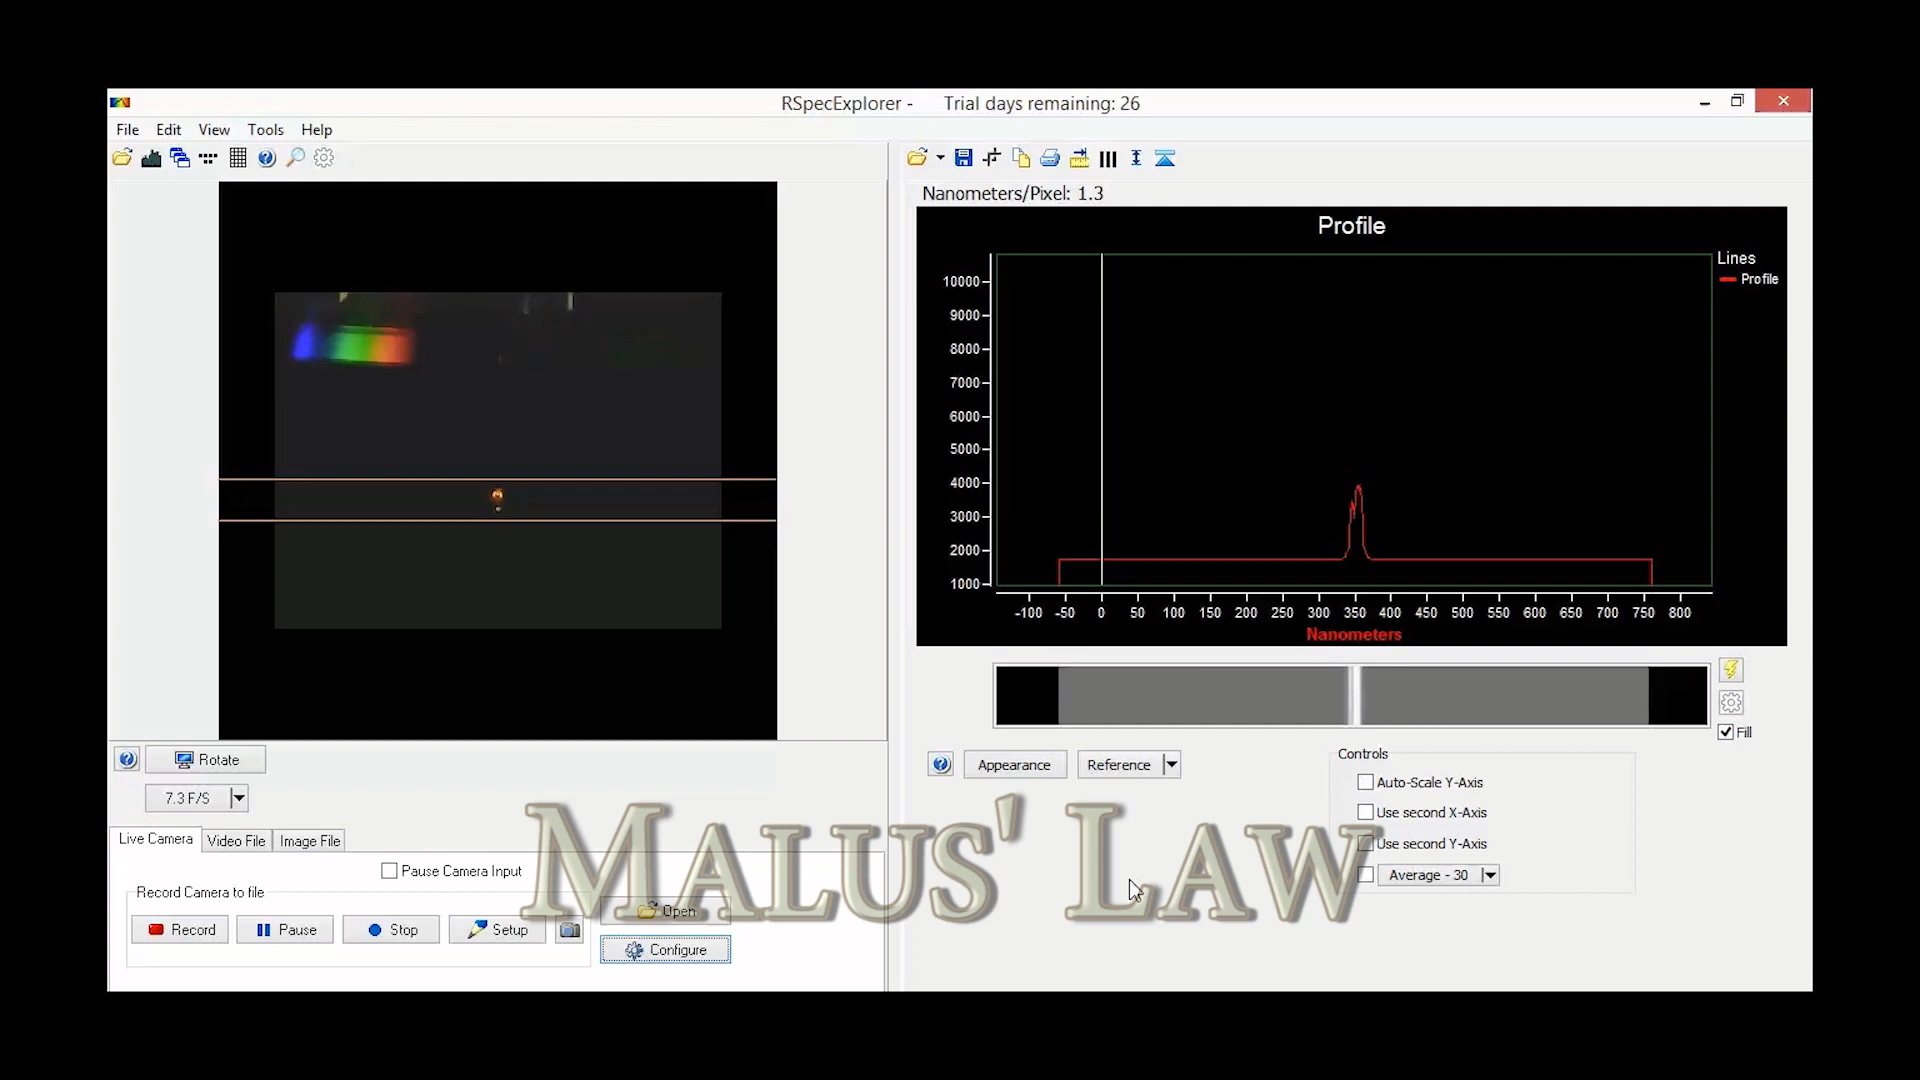 RSpecExplorer - Trial days remaining: 26
File Edit View Tools Help
Nanometers/Pixel: 1.3
Profile
Lines
Profile
10000
9000
8000
7000
6000
5000
4000
3000
2000
1000
-100 -50 0 50 100 150 200 250 300 350 400 450 500 550 600 650 700 750 800
Nanometers
Fill
Rotate
7.3 F/S
Appearance Reference
Controls
Auto-Scale Y-Axis
Use second X-Axis
Use second Y-Axis
Average - 30
Live Camera Video File Image File
Pause Camera Input
Record Camera to file
Record Pause Stop Setup
Open
Configure
MALUS' LAW